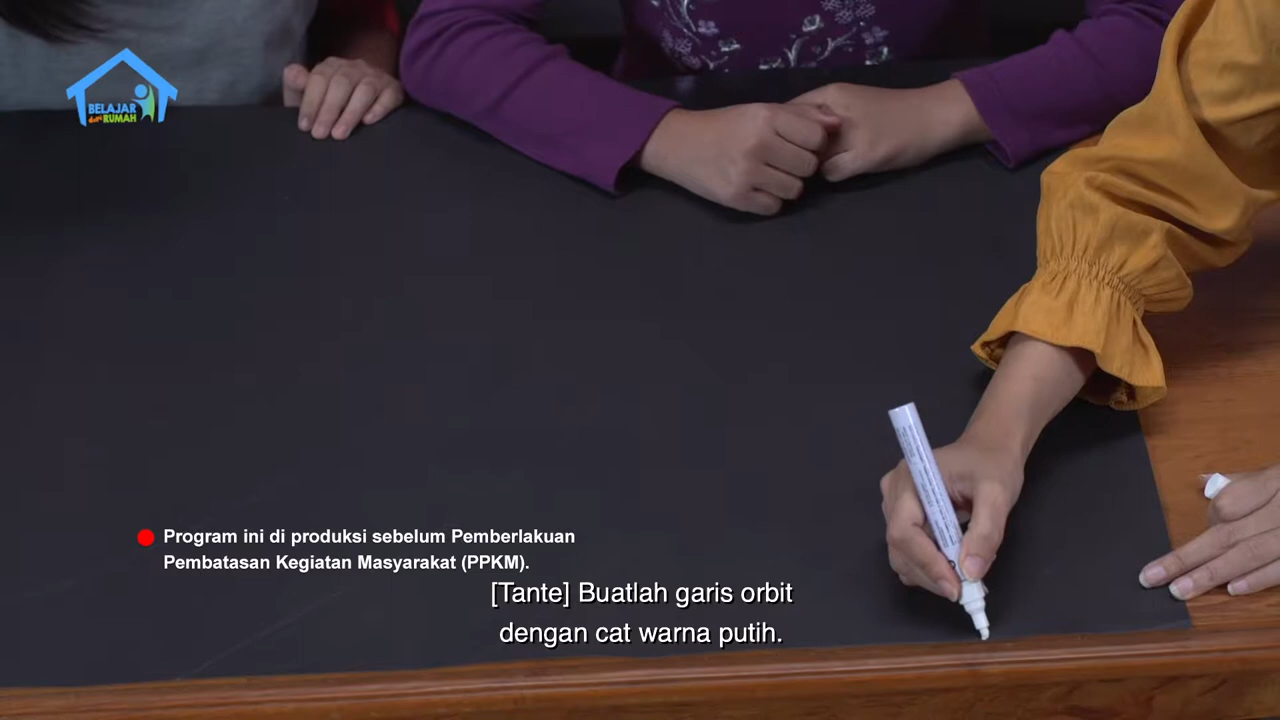 BELAJAR
dari RUMAH
Program ini di produksi sebelum Pemberlakuan
Pembatasan Kegiatan Masyarakat (PPKM).
[Tante] Buatlah garis orbit
dengan cat warna putih.